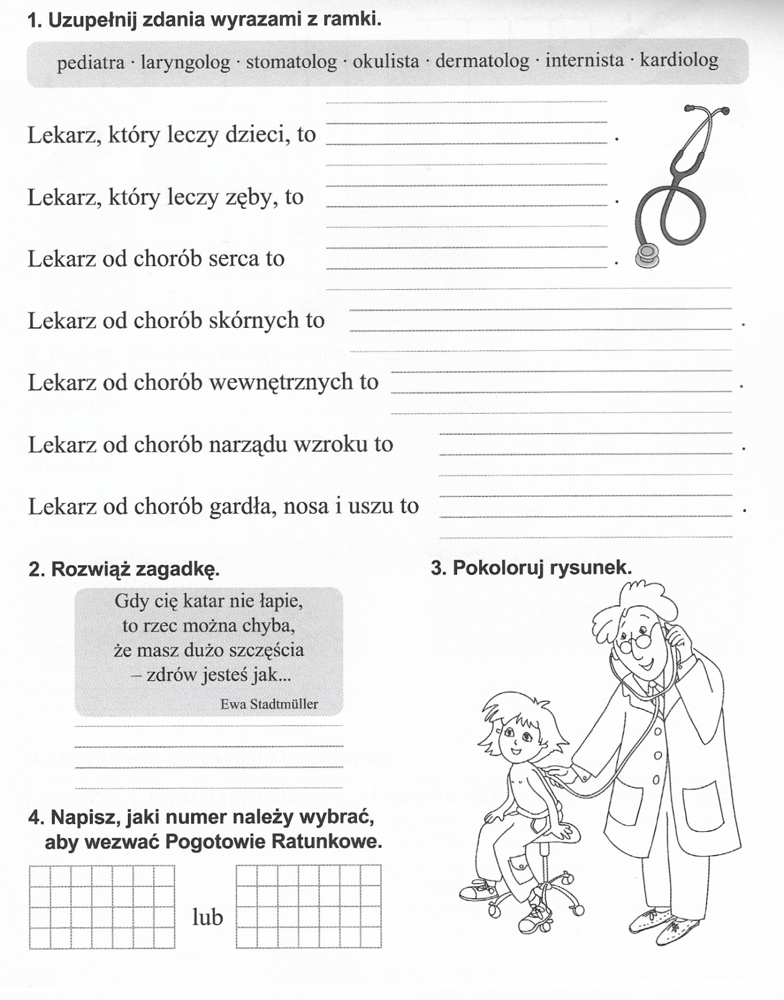 1. Uzupełnij zdania wyrazami z ramki.
pediatra · laryngolog · stomatolog · okulista · dermatolog · internista · kardiolog
Lekarz, który leczy dzieci, to .
Lekarz, który leczy zęby, to .
Lekarz od chorób serca to .
Lekarz od chorób skórnych to .
Lekarz od chorób wewnętrznych to .
Lekarz od chorób narządu wzroku to .
Lekarz od chorób gardła, nosa i uszu to .
2. Rozwiąż zagadkę.
Gdy cię katar nie łapie,
to rzec można chyba,
że masz dużo szczęścia
– zdrów jesteś jak...
Ewa Stadtmüller
3. Pokoloruj rysunek.
4. Napisz, jaki numer należy wybrać,
aby wezwać Pogotowie Ratunkowe.
lub